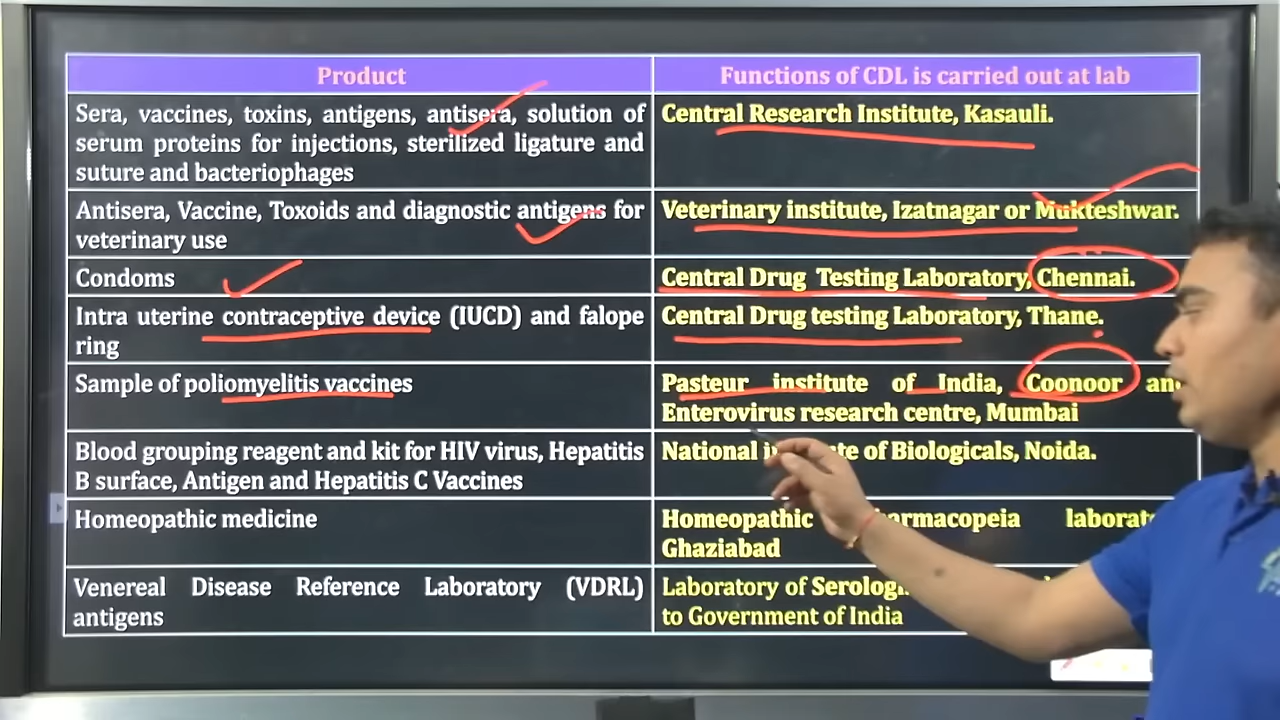 Product
Functions of CDL is carried out at lab
Sera, vaccines, toxins, antigens, antisera, solution of
serum proteins for injections, sterilized ligature and
suture and bacteriophages
Central Research Institute, Kasauli.
Antisera, Vaccine, Toxoids and diagnostic antigens for
veterinary use
Veterinary institute, Izatnagar or Mukteshwar.
Condoms
Central Drug Testing Laboratory, Chennai.
Intra uterine contraceptive device (IUCD) and falope
ring
Central Drug testing Laboratory, Thane.
Sample of poliomyelitis vaccines
Pasteur institute of India, Coonoor
Enterovirus research centre, Mumbai
Blood grouping reagent and kit for HIV virus, Hepatitis
B surface, Antigen and Hepatitis C Vaccines
National of Biologicals, Noida.
Homeopathic medicine
Homeopathic
Ghaziabad
Venereal Disease Reference Laboratory (VDRL)
antigens
Laboratory of
to Government of India